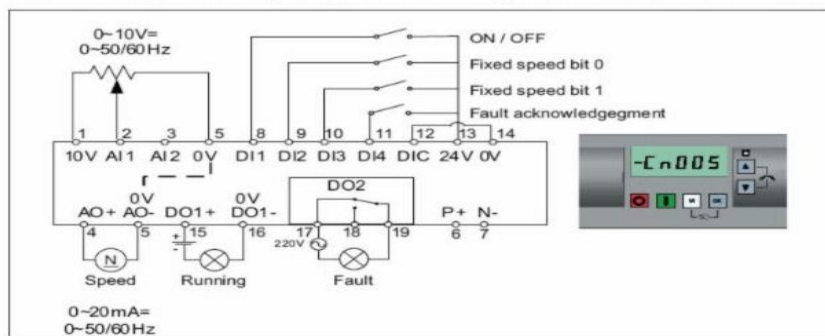 0~10V=
0~50/60Hz
ON / OFF
Fixed speed bit 0
Fixed speed bit 1
Fault acknowledgegment
1 2 3 5 8 9 10 11 12 13 14
10V AI1 AI2 0V DI1 DI2 DI3 DI4 DIC 24V 0V
-Cn005
0V 0V DO2
AO+ AO- DO1+ DO1- P+ N-
4 5 15 16 17 18 19 6 7
220V
N
Speed Running Fault
0~20mA=
0~50/60Hz
M OK